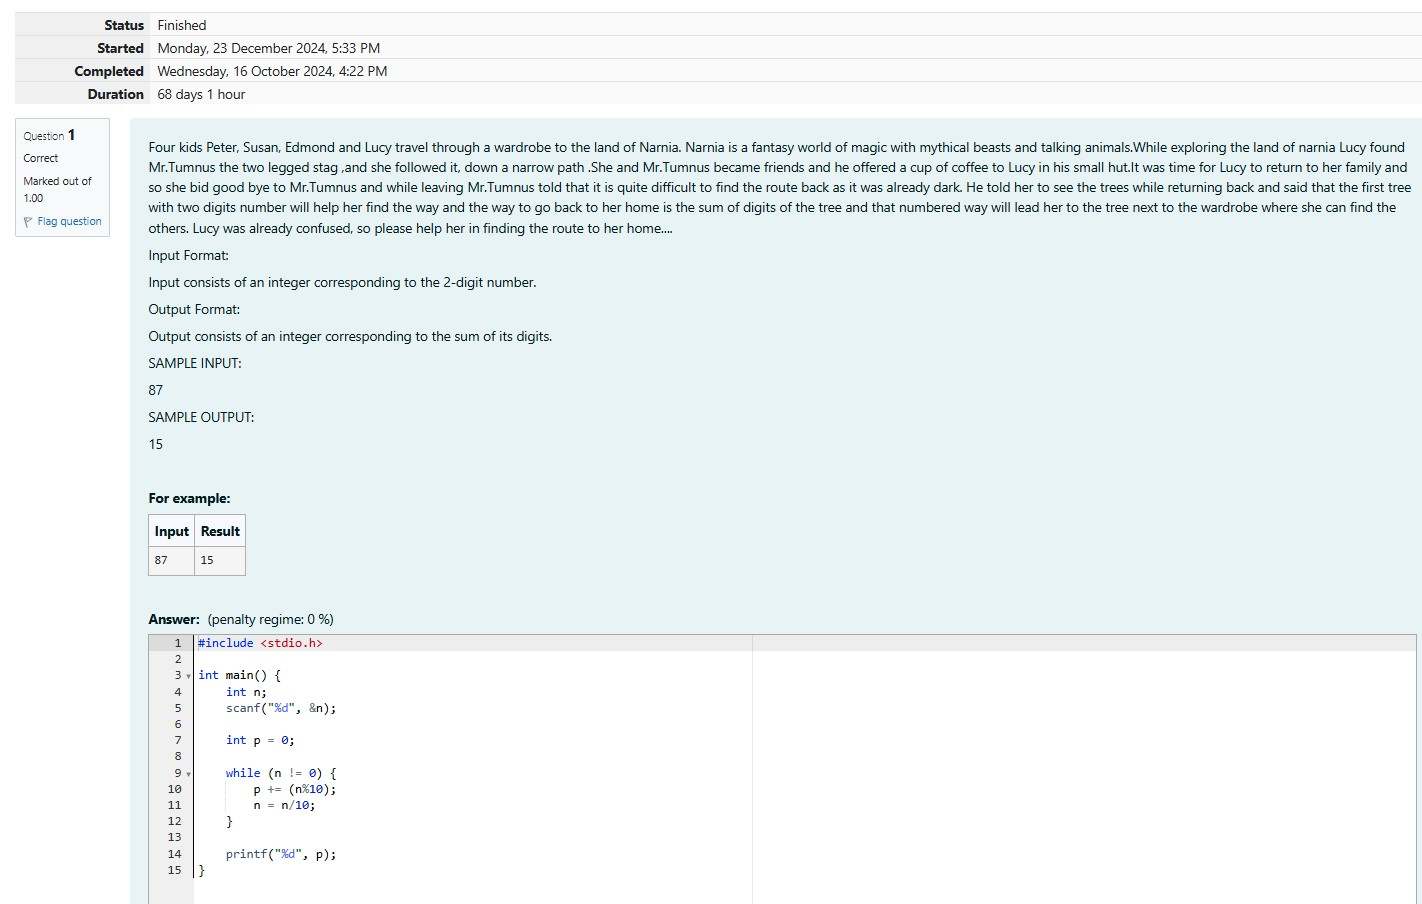 Status Finished
Started Monday, 23 December 2024, 5:33 PM
Completed Wednesday, 16 October 2024, 4:22 PM
Duration 68 days 1 hour
Question 1
Correct
Marked out of
1.00
Flag question
Four kids Peter, Susan, Edmond and Lucy travel through a wardrobe to the land of Narnia. Narnia is a fantasy world of magic with mythical beasts and talking animals.While exploring the land of narnia Lucy found
Mr.Tumnus the two legged stag ,and she followed it, down a narrow path .She and Mr.Tumnus became friends and he offered a cup of coffee to Lucy in his small hut.It was time for Lucy to return to her family and
so she bid good bye to Mr.Tumnus and while leaving Mr.Tumnus told that it is quite difficult to find the route back as it was already dark. He told her to see the trees while returning back and said that the first tree
with two digits number will help her find the way and the way to go back to her home is the sum of digits of the tree and that numbered way will lead her to the tree next to the wardrobe where she can find the
others. Lucy was already confused, so please help her in finding the route to her home....
Input Format:
Input consists of an integer corresponding to the 2-digit number.
Output Format:
Output consists of an integer corresponding to the sum of its digits.
SAMPLE INPUT:
87
SAMPLE OUTPUT:
15
For example:
Input Result
87 15
Answer: (penalty regime: 0 %)
1 #include <stdio.h>
2
3 int main() {
4 int n;
5 scanf("%d", &n);
6
7 int p = 0;
8
9 while (n != 0) {
10 p += (n%10);
11 n = n/10;
12 }
13
14 printf("%d", p);
15 }